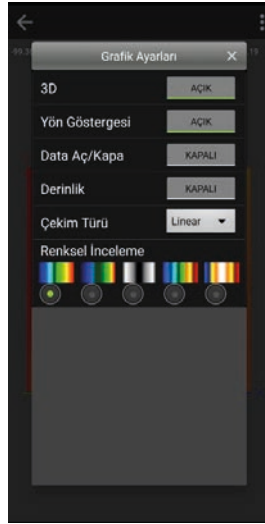 Grafik Ayarları ×
3D AÇIK
Yön Göstergesi AÇIK
Data Aç/Kapa KAPALI
Derinlik KAPALI
Çekim Türü Linear
Renksel İnceleme